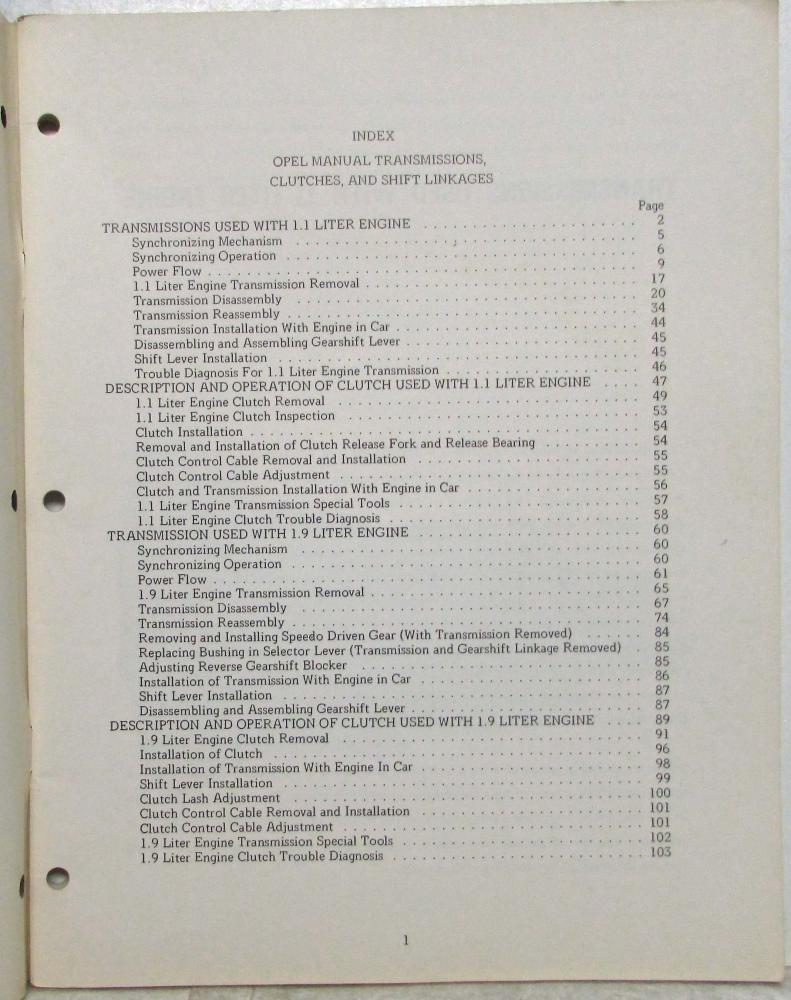 INDEX
OPEL MANUAL TRANSMISSIONS,
CLUTCHES, AND SHIFT LINKAGES
Page
TRANSMISSIONS USED WITH 1.1 LITER ENGINE . . . . . . . . . . . . . . . . . . 2
Synchronizing Mechanism . . . . . . . . . . . . . . . . . . . . . . . . . . . . 5
Synchronizing Operation . . . . . . . . . . . . . . . . . . . . . . . . . . . . 6
Power Flow . . . . . . . . . . . . . . . . . . . . . . . . . . . . . . . . . . 9
1.1 Liter Engine Transmission Removal . . . . . . . . . . . . . . . . . . . . . . 17
Transmission Disassembly . . . . . . . . . . . . . . . . . . . . . . . . . . . . 20
Transmission Reassembly . . . . . . . . . . . . . . . . . . . . . . . . . . . . 34
Transmission Installation With Engine in Car . . . . . . . . . . . . . . . . . . . . 44
Disassembling and Assembling Gearshift Lever . . . . . . . . . . . . . . . . . . . 45
Shift Lever Installation . . . . . . . . . . . . . . . . . . . . . . . . . . . . . 45
Trouble Diagnosis For 1.1 Liter Engine Transmission . . . . . . . . . . . . . . . . 46
DESCRIPTION AND OPERATION OF CLUTCH USED WITH 1.1 LITER ENGINE . . . . 47
1.1 Liter Engine Clutch Removal . . . . . . . . . . . . . . . . . . . . . . . . . 49
1.1 Liter Engine Clutch Inspection . . . . . . . . . . . . . . . . . . . . . . . . 53
Clutch Installation . . . . . . . . . . . . . . . . . . . . . . . . . . . . . . . 54
Removal and Installation of Clutch Release Fork and Release Bearing . . . . . . . . 54
Clutch Control Cable Removal and Installation . . . . . . . . . . . . . . . . . . . 55
Clutch Control Cable Adjustment . . . . . . . . . . . . . . . . . . . . . . . . . 55
Clutch and Transmission Installation With Engine in Car . . . . . . . . . . . . . . 56
1.1 Liter Engine Transmission Special Tools . . . . . . . . . . . . . . . . . . . . 57
1.1 Liter Engine Clutch Trouble Diagnosis . . . . . . . . . . . . . . . . . . . . . 58
TRANSMISSION USED WITH 1.9 LITER ENGINE . . . . . . . . . . . . . . . . . . 60
Synchronizing Mechanism . . . . . . . . . . . . . . . . . . . . . . . . . . . . 60
Synchronizing Operation . . . . . . . . . . . . . . . . . . . . . . . . . . . . 60
Power Flow . . . . . . . . . . . . . . . . . . . . . . . . . . . . . . . . . . 61
1.9 Liter Engine Transmission Removal . . . . . . . . . . . . . . . . . . . . . . 65
Transmission Disassembly . . . . . . . . . . . . . . . . . . . . . . . . . . . . 67
Transmission Reassembly . . . . . . . . . . . . . . . . . . . . . . . . . . . . 74
Removing and Installing Speedo Driven Gear (With Transmission Removed) . . . . . 84
Replacing Bushing in Selector Lever (Transmission and Gearshift Linkage Removed) . 85
Adjusting Reverse Gearshift Blocker . . . . . . . . . . . . . . . . . . . . . . . 85
Installation of Transmission With Engine in Car . . . . . . . . . . . . . . . . . . 86
Shift Lever Installation . . . . . . . . . . . . . . . . . . . . . . . . . . . . . 87
Disassembling and Assembling Gearshift Lever . . . . . . . . . . . . . . . . . . . 87
DESCRIPTION AND OPERATION OF CLUTCH USED WITH 1.9 LITER ENGINE . . . . 89
1.9 Liter Engine Clutch Removal . . . . . . . . . . . . . . . . . . . . . . . . . 91
Installation of Clutch . . . . . . . . . . . . . . . . . . . . . . . . . . . . . . 96
Installation of Transmission With Engine In Car . . . . . . . . . . . . . . . . . . 98
Shift Lever Installation . . . . . . . . . . . . . . . . . . . . . . . . . . . . . 99
Clutch Lash Adjustment . . . . . . . . . . . . . . . . . . . . . . . . . . . . . 100
Clutch Control Cable Removal and Installation . . . . . . . . . . . . . . . . . . . 101
Clutch Control Cable Adjustment . . . . . . . . . . . . . . . . . . . . . . . . . 101
1.9 Liter Engine Transmission Special Tools . . . . . . . . . . . . . . . . . . . . 102
1.9 Liter Engine Clutch Trouble Diagnosis . . . . . . . . . . . . . . . . . . . . . 103
1